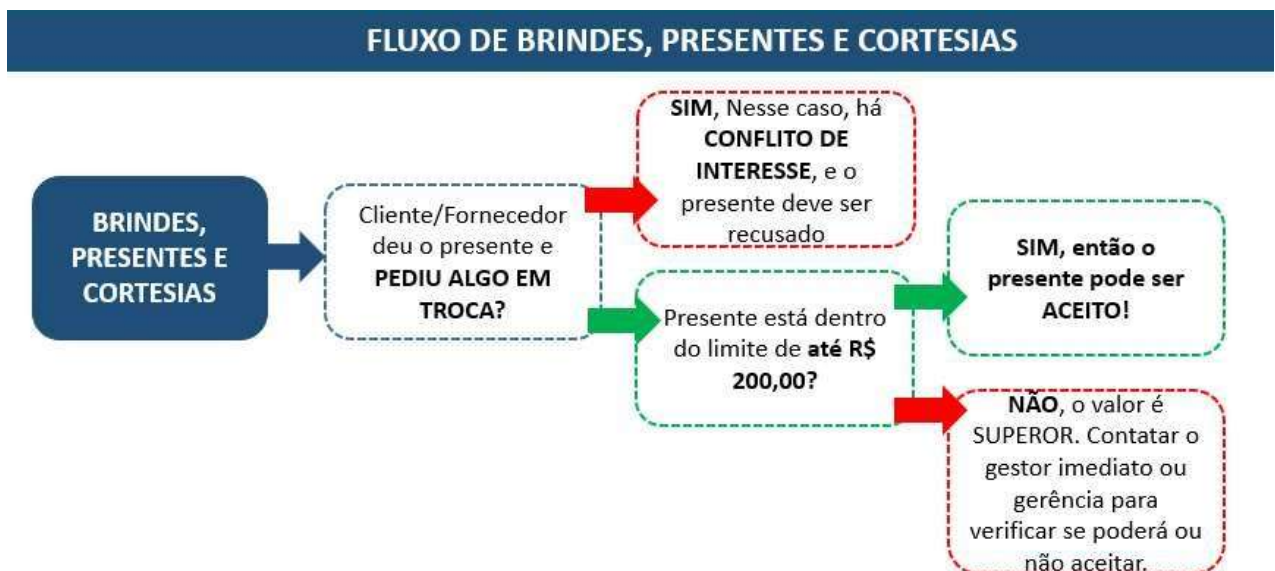 FLUXO DE BRINDES, PRESENTES E CORTESIAS
BRINDES,
PRESENTES E
CORTESIAS
Cliente/Fornecedor
deu o presente e
PEDIU ALGO EM
TROCA?
SIM, Nesse caso, há
CONFLITO DE
INTERESSE, e o
presente deve ser
recusado
Presente está dentro
do limite de até R$
200,00?
SIM, então o
presente pode ser
ACEITO!
NÃO, o valor é
SUPEROR. Contatar o
gestor imediato ou
gerência para
verificar se poderá ou
não aceitar.